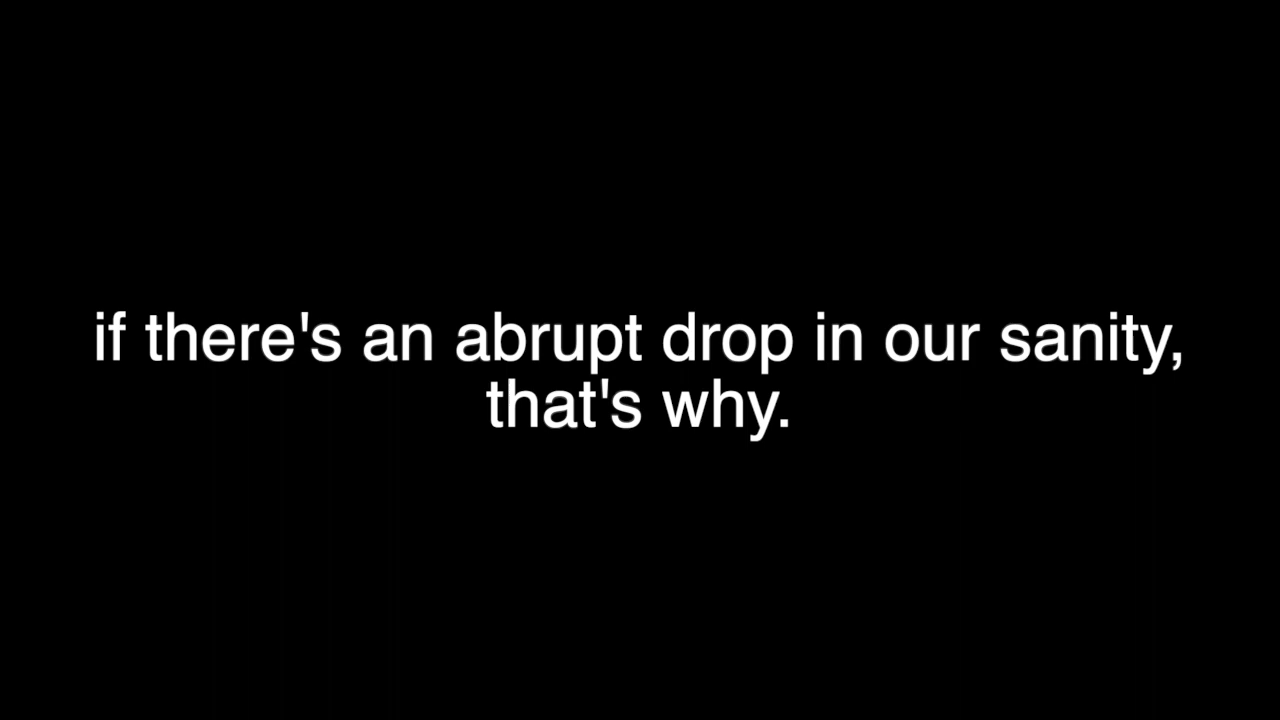 if there's an abrupt drop in our sanity,
that's why.